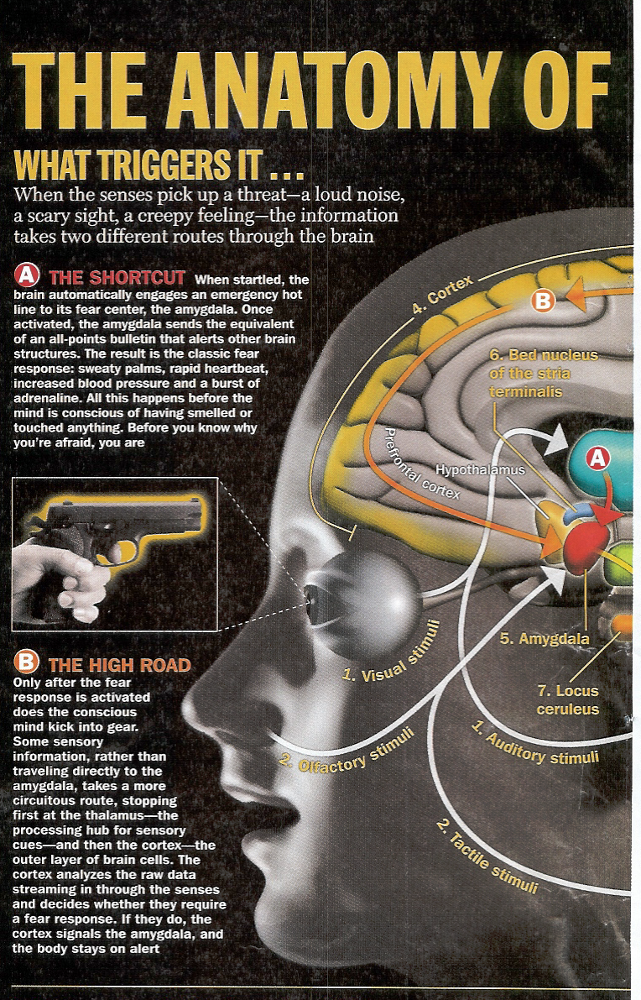 THE ANATOMY OF
WHAT TRIGGERS IT . . .
When the senses pick up a threat—a loud noise,
a scary sight, a creepy feeling—the information
takes two different routes through the brain
A THE SHORTCUT When startled, the
brain automatically engages an emergency hot
line to its fear center, the amygdala. Once
activated, the amygdala sends the equivalent
of an all-points bulletin that alerts other brain
structures. The result is the classic fear
response: sweaty palms, rapid heartbeat,
increased blood pressure and a burst of
adrenaline. All this happens before the
mind is conscious of having smelled or
touched anything. Before you know why
you're afraid, you are
B THE HIGH ROAD
Only after the fear
response is activated
does the conscious
mind kick into gear.
Some sensory
information, rather than
traveling directly to the
amygdala, takes a more
circuitous route, stopping
first at the thalamus—the
processing hub for sensory
cues—and then the cortex—the
outer layer of brain cells. The
cortex analyzes the raw data
streaming in through the senses
and decides whether they require
a fear response. If they do, the
cortex signals the amygdala, and
the body stays on alert
4. Cortex
B
6. Bed nucleus
of the stria
terminalis
A
Prefrontal cortex
Hypothalamus
5. Amygdala
1. Visual stimuli
7. Locus
ceruleus
2. Olfactory stimuli
1. Auditory stimuli
2. Tactile stimuli